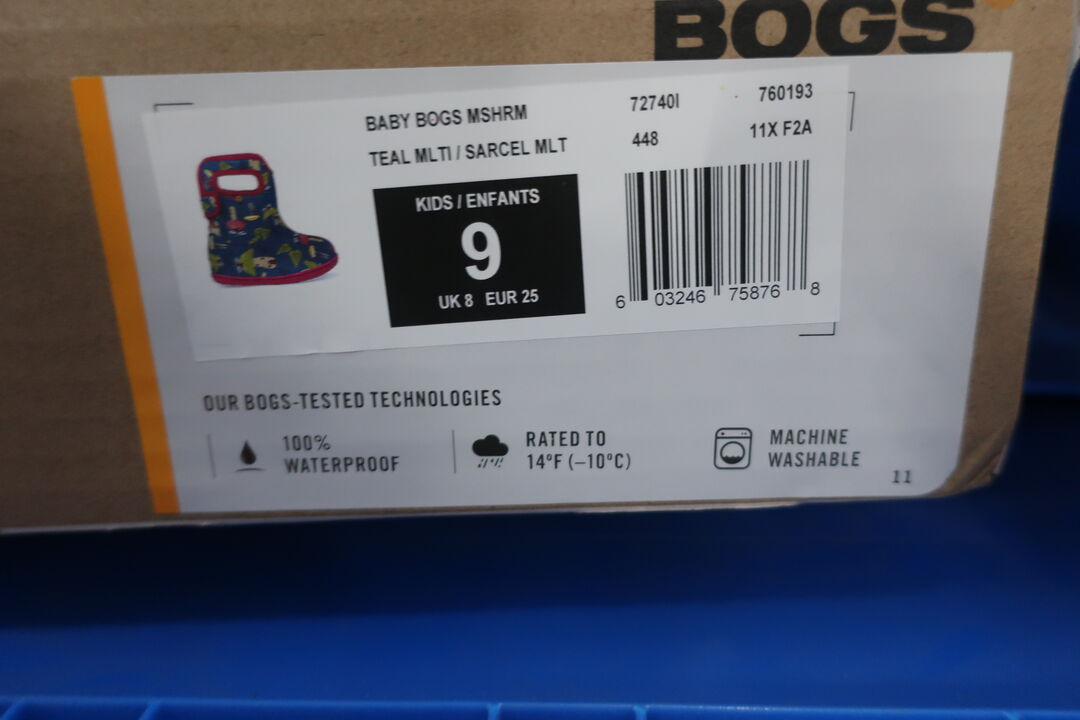 BOGS
BABY BOGS MSHRM
TEAL MLTI / SARCEL MLT
72740I
760193
448
11X F2A
KIDS / ENFANTS
9
UK 8 EUR 25
6 03246 75876 8
OUR BOGS-TESTED TECHNOLOGIES
100%
WATERPROOF
RATED TO
14°F (–10°C)
MACHINE
WASHABLE
11